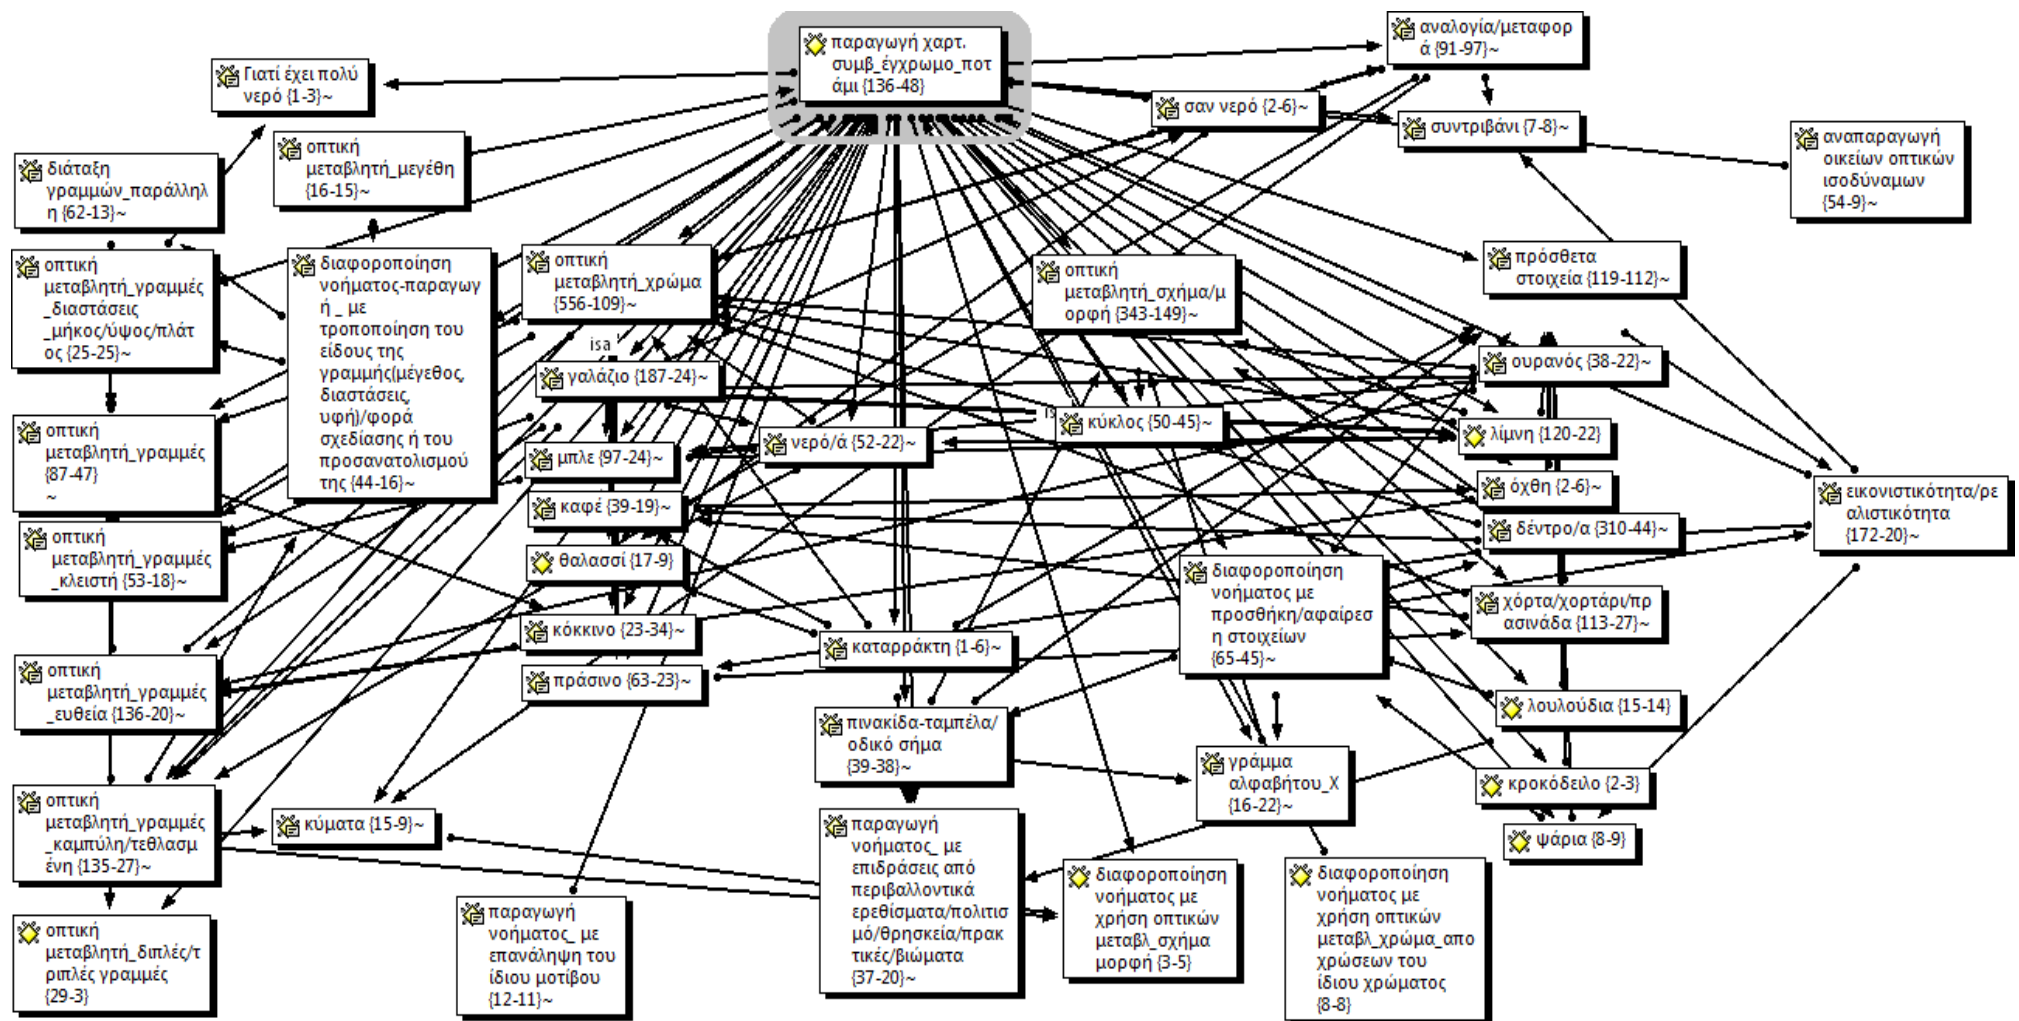 παραγωγή χαρτ.
συμβ_έγχρωμο_ποτ
άμι {136-48}
αναλογία/μεταφορ
ά {91-97}~
Γιατί έχει πολύ
νερό {1-3}~
σαν νερό {2-6}~
συντριβάνι {7-8}~
αναπαραγωγή
οικείων οπτικών
ισοδύναμων
{54-9}~
οπτική
μεταβλητή_μεγέθη
{16-15}~
διάταξη
γραμμών_παράλληλ
η {62-13}~
οπτική
μεταβλητή_γραμμές
_διαστάσεις
_μήκος/ύψος/πλάτ
ος {25-25}~
διαφοροποίηση
νοήματος-παραγωγ
ή _ με
τροποποίηση του
είδους της
γραμμής(μέγεθος,
διαστάσεις,
υφή)/φορά
σχεδίασης ή του
προσανατολισμού
της {44-16}~
οπτική
μεταβλητή_χρώμα
{556-109}~
οπτική
μεταβλητή_σχήμα/μ
ορφή {343-149}~
πρόσθετα
στοιχεία {119-112}~
isa
γαλάζιο {187-24}~
ουρανός {38-22}~
is
κύκλος {50-45}~
νερό/ά {52-22}~
λίμνη {120-22}
οπτική
μεταβλητή_γραμμές
{87-47}
~
μπλε {97-24}~
όχθη {2-6}~
καφέ {39-19}~
δέντρο/α {310-44}~
εικονιστικότητα/ρε
αλιστικότητα
{172-20}~
οπτική
μεταβλητή_γραμμές
_κλειστή {53-18}~
θαλασσί {17-9}
διαφοροποίηση
νοήματος με
προσθήκη/αφαίρεσ
η στοιχείων
{65-45}~
χόρτα/χορτάρι/πρ
ασινάδα {113-27}~
κόκκινο {23-34}~
καταρράκτη {1-6}~
οπτική
μεταβλητή_γραμμές
_ευθεία {136-20}~
πράσινο {63-23}~
λουλούδια {15-14}
πινακίδα-ταμπέλα/
οδικό σήμα
{39-38}~
γράμμα
αλφαβήτου_Χ
{16-22}~
κροκόδειλο {2-3}
οπτική
μεταβλητή_γραμμές
_καμπύλη/τεθλασμ
ένη {135-27}~
κύματα {15-9}~
παραγωγή
νοήματος_ με
επιδράσεις από
περιβαλλοντικά
ερεθίσματα/πολιτισ
μό/θρησκεία/πρακ
τικές/βιώματα
{37-20}~
ψάρια {8-9}
διαφοροποίηση
νοήματος με
χρήση οπτικών
μεταβλ_σχήμα
μορφή {3-5}
διαφοροποίηση
νοήματος με
χρήση οπτικών
μεταβλ_χρώμα_απο
χρώσεων του
ίδιου χρώματος
{8-8}
οπτική
μεταβλητή_διπλές/τ
ριπλές γραμμές
{29-3}
παραγωγή
νοήματος_ με
επανάληψη του
ίδιου μοτίβου
{12-11}~